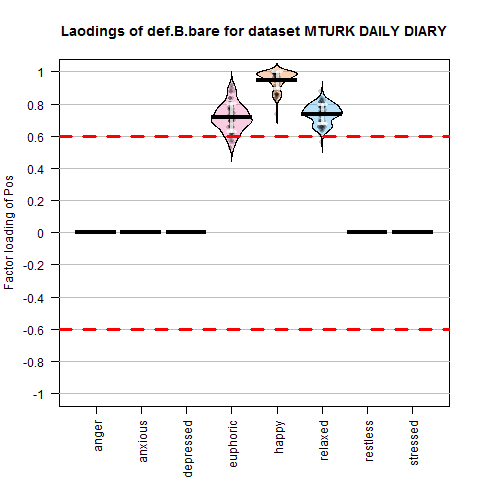 Laodings of def.B.bare for dataset MTURK DAILY DIARY
Factor loading of Pos
1
0.8
0.6
0.4
0.2
0
-0.2
-0.4
-0.6
-0.8
-1
anger
anxious
depressed
euphoric
happy
relaxed
restless
stressed